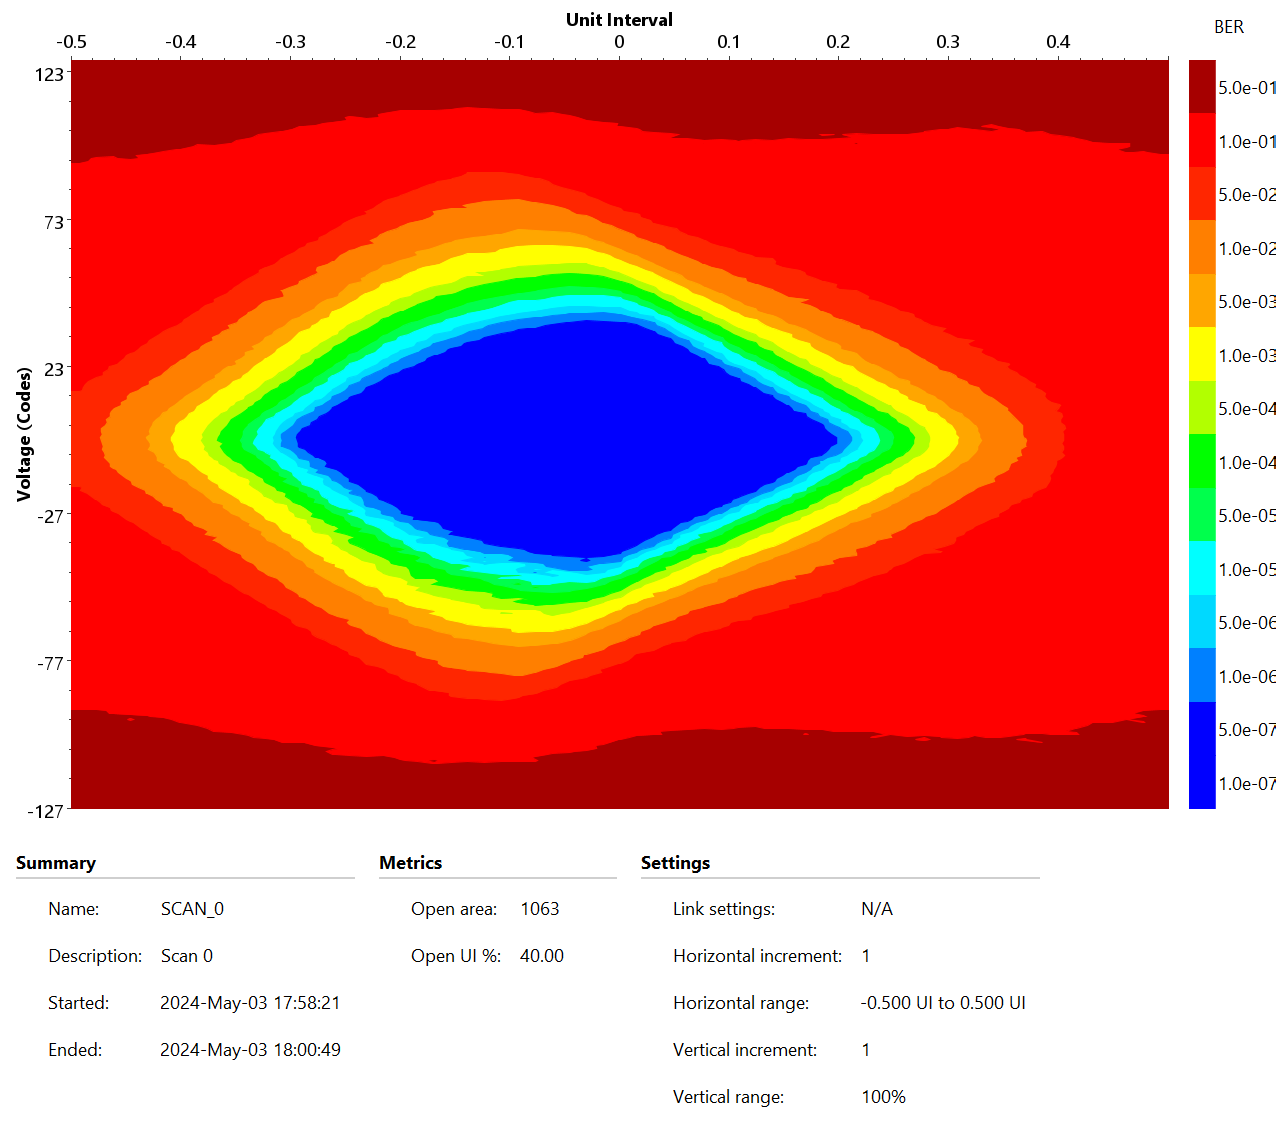 Unit Interval
-0.5 -0.4 -0.3 -0.2 -0.1 0 0.1 0.2 0.3 0.4
BER
123
73
23
-27
-77
-127
Voltage (Codes)
5.0e-01
1.0e-01
5.0e-02
1.0e-02
5.0e-03
1.0e-03
5.0e-04
1.0e-04
5.0e-05
1.0e-05
5.0e-06
1.0e-06
5.0e-07
1.0e-07
Summary
Name: SCAN_0
Description: Scan 0
Started: 2024-May-03 17:58:21
Ended: 2024-May-03 18:00:49
Metrics
Open area: 1063
Open UI %: 40.00
Settings
Link settings: N/A
Horizontal increment: 1
Horizontal range: -0.500 UI to 0.500 UI
Vertical increment: 1
Vertical range: 100%